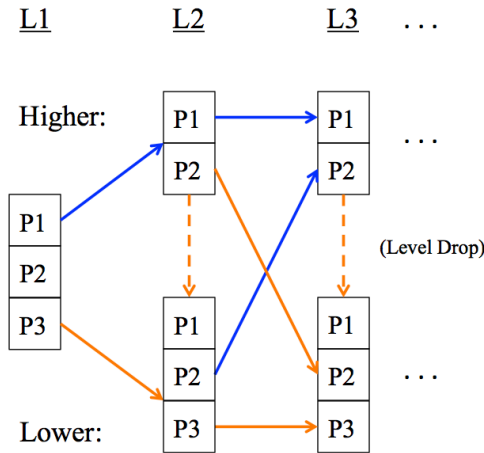 L1 L2 L3 . . .
Higher: P1 P1
P2 P2 . . .
P1
P2
P3
(Level Drop)
P1 P1
P2 P2 . . .
Lower: P3 P3